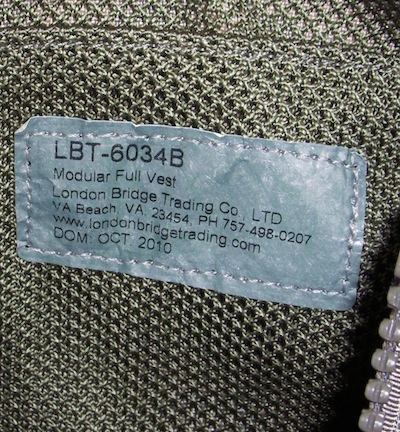 LBT-6034B
Modular Full Vest
London Bridge Trading Co., LTD
VA Beach, VA, 23454, PH 757-498-0207
www.londonbridgetrading.com
DOM: OCT. 2010